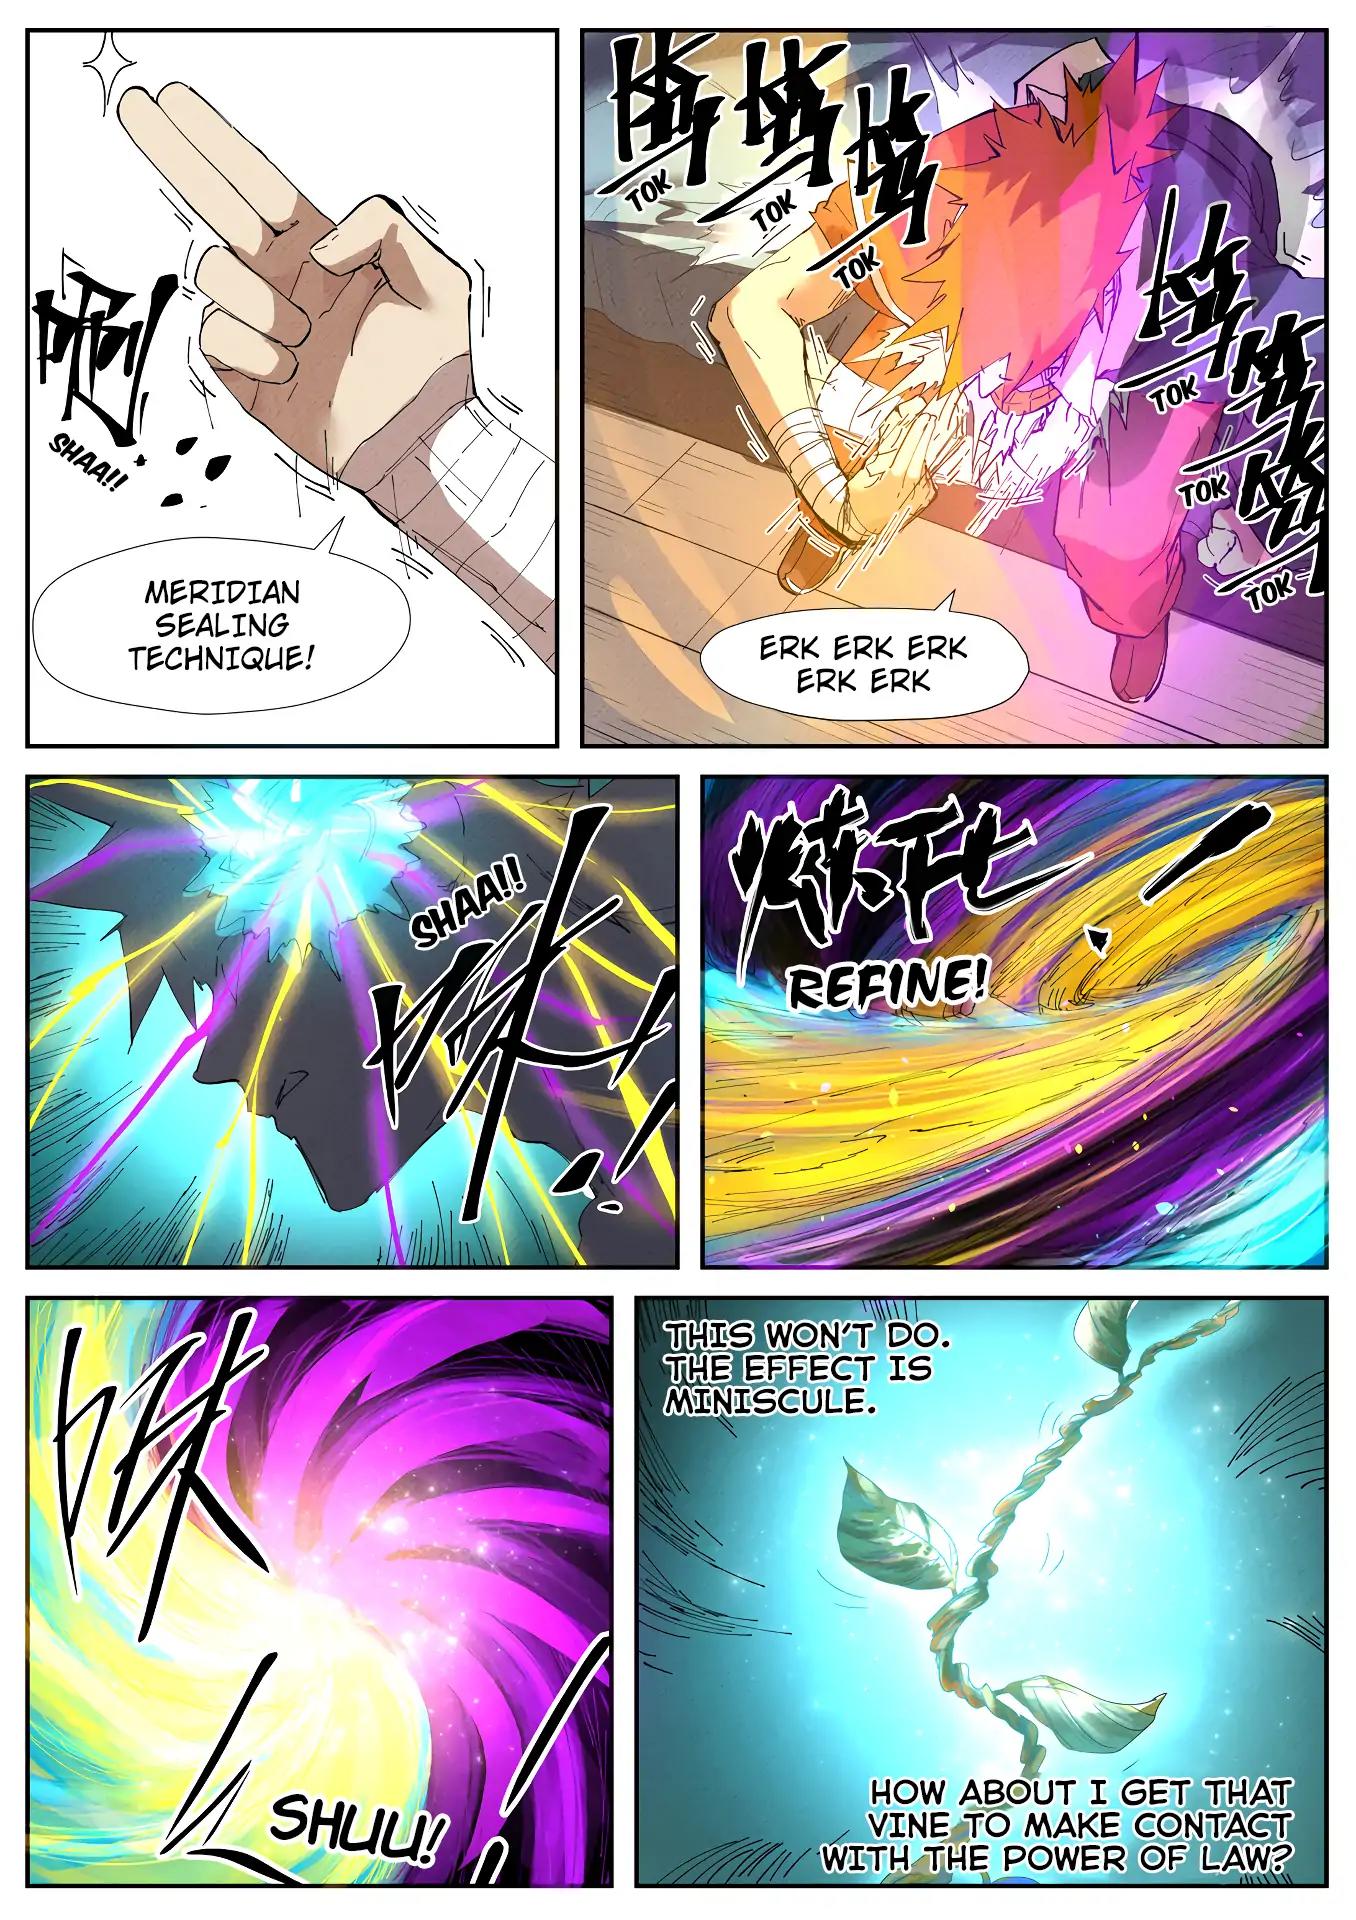 SHAA!!
MERIDIAN
SEALING
TECHNIQUE!
TOK
TOK
TOK
TOK
TOK
TOK
ERK ERK ERK
ERK ERK
SHAA!!
炼化
REFINE!
SHUU!
THIS WON'T DO.
THE EFFECT IS
MINISCULE.
HOW ABOUT I GET THAT
VINE TO MAKE CONTACT
WITH THE POWER OF LAW?